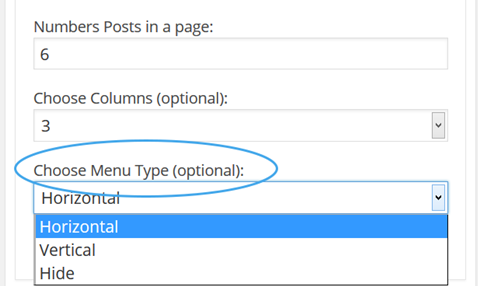 Numbers Posts in a page:
6
Choose Columns (optional):
3
Choose Menu Type (optional):
Horizontal
Horizontal
Vertical
Hide